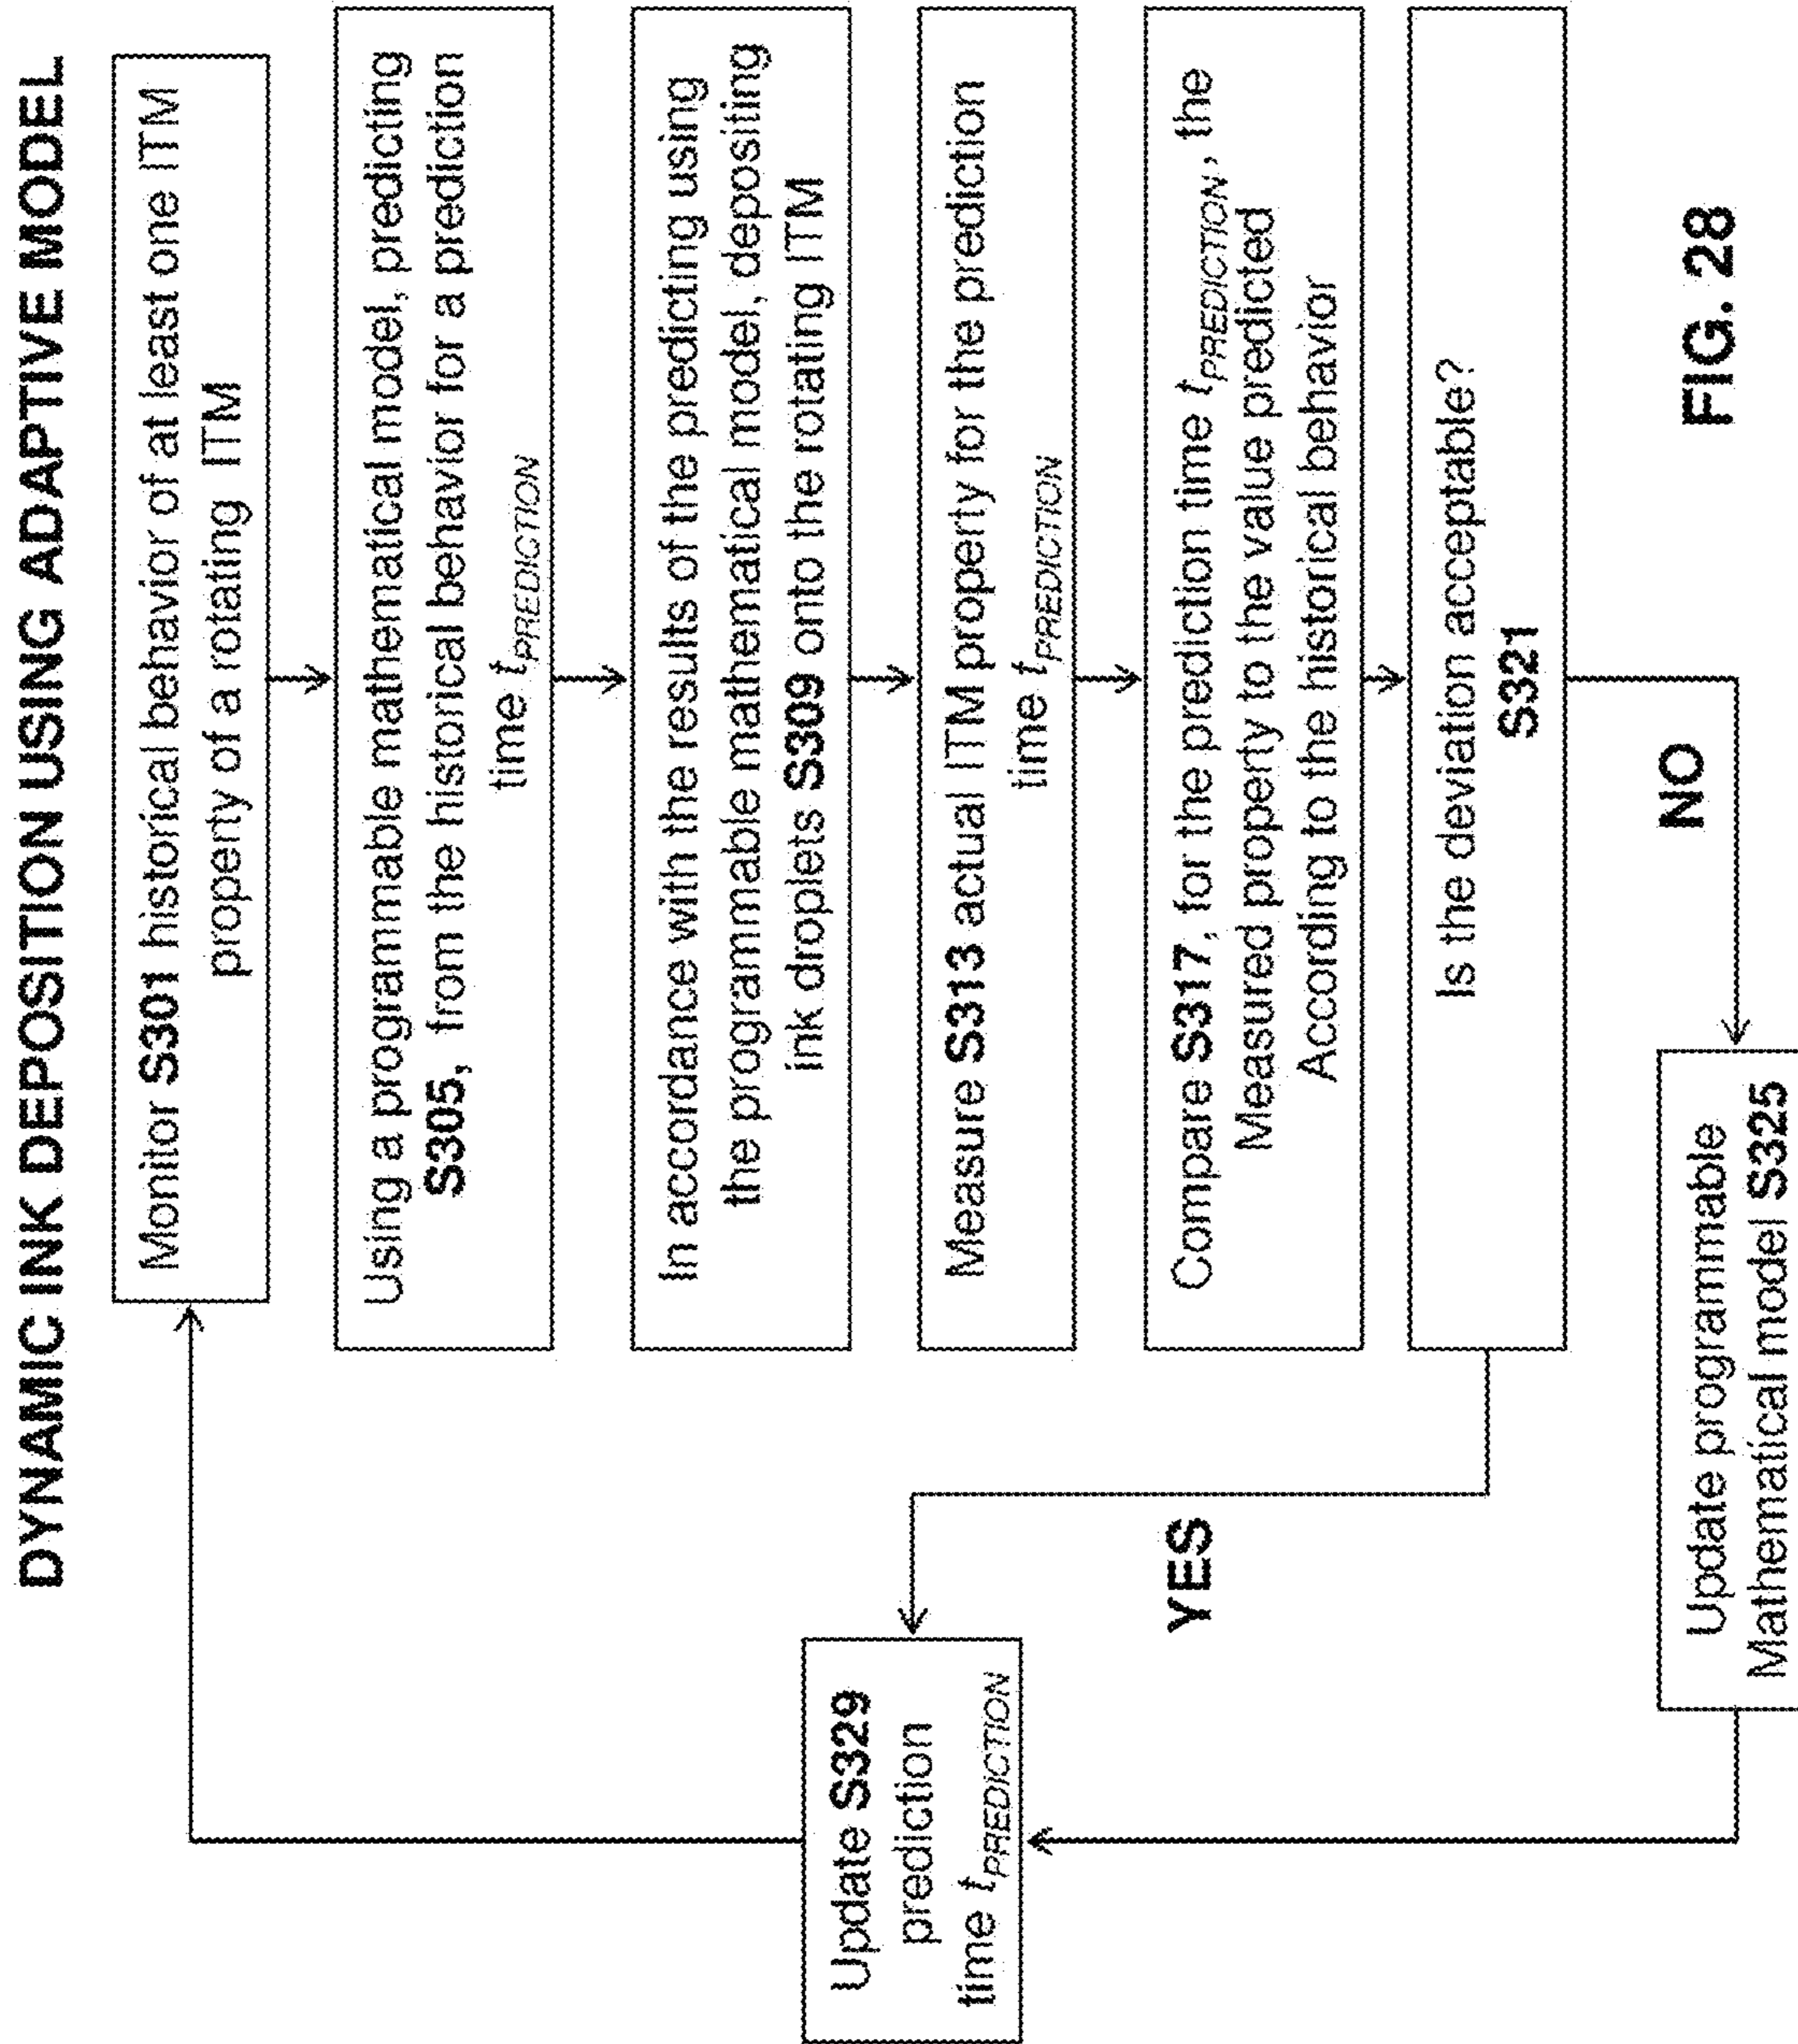 DYNAMIC INK DEPOSITION USING ADAPTIVE MODEL
Monitor S301 historical behavior of at least one ITM
property of a rotating ITM
Using a programmable mathematical model, predicting
S305, from the historical behavior for a prediction
time tPREDICTION
In accordance with the results of the predicting using
the programmable mathematical model, depositing
ink droplets S309 onto the rotating ITM
Measure S313 actual ITM property for the prediction
time tPREDICTION
Compare S317, for the prediction time tPREDICTION, the
Measured property to the value predicted
According to the historical behavior
Is the deviation acceptable?
S321
NO
YES
Update programmable
Mathematical model S325
Update S329
prediction
time tPREDICTION
FIG. 28